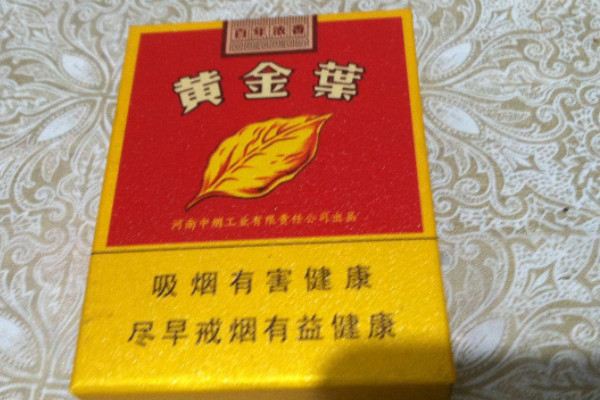 百年浓香
黄金葉
河南中烟工业有限责任公司出品
吸烟有害健康
尽早戒烟有益健康